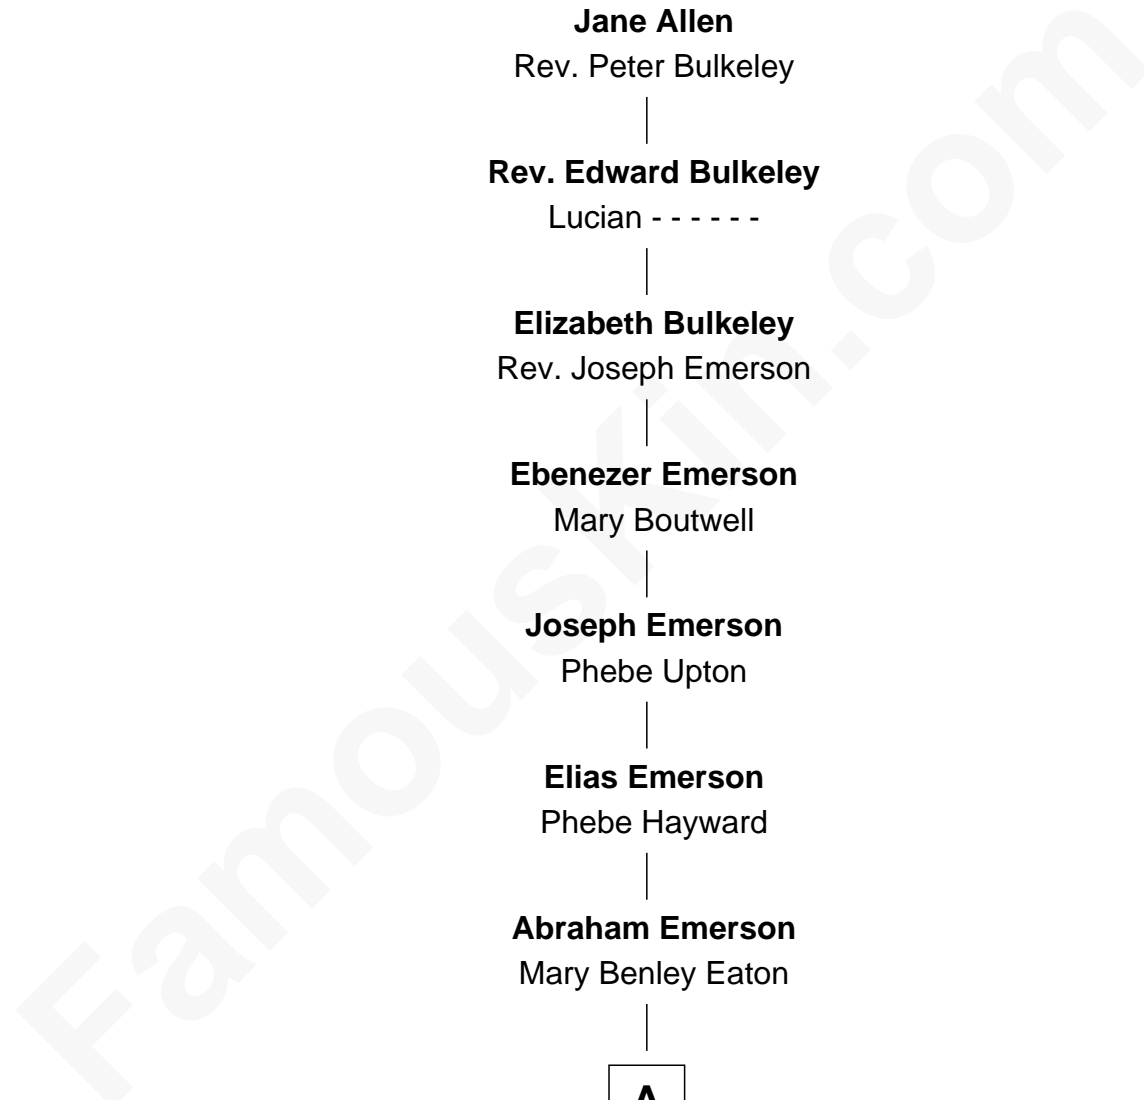 Jane Allen
Rev. Peter Bulkeley
Rev. Edward Bulkeley
Lucian - - - - - -
Elizabeth Bulkeley
Rev. Joseph Emerson
Ebenezer Emerson
Mary Boutwell
Joseph Emerson
Phebe Upton
Elias Emerson
Phebe Hayward
Abraham Emerson
Mary Benley Eaton
A
FamousKin.com